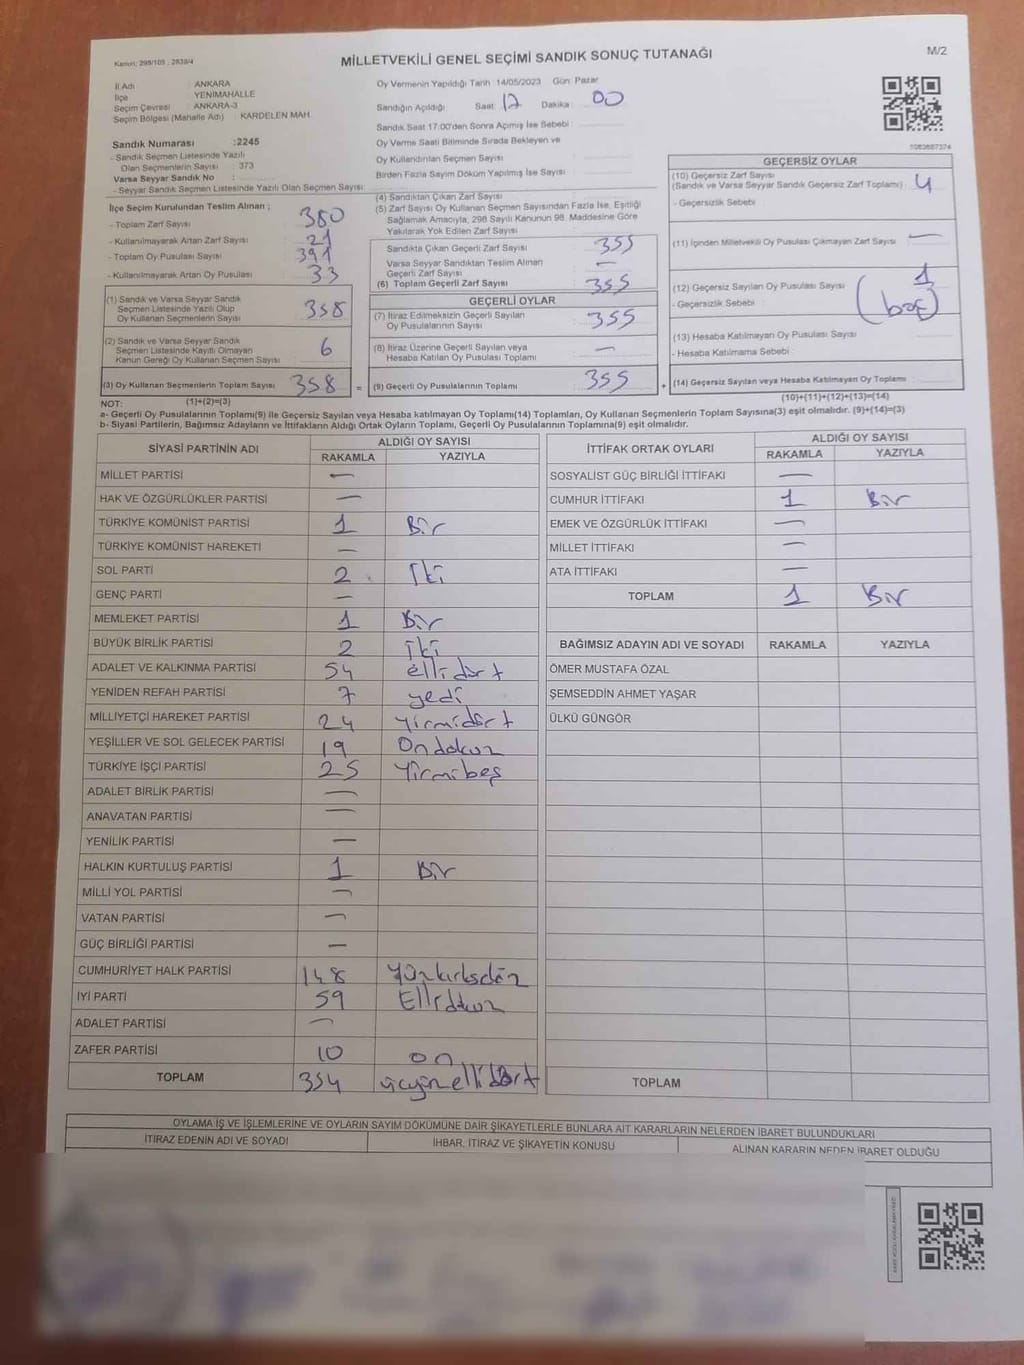 Kanun: 298/105 , 2839/4
MİLLETVEKİLİ GENEL SEÇİMİ SANDIK SONUÇ TUTANAĞI
M/2
İl Adı : ANKARA
İlçe : YENİMAHALLE
Seçim Çevresi : ANKARA-3
Seçim Bölgesi (Mahalle Adı) : KARDELEN MAH.
Sandık Numarası :2245
- Sandık Seçmen Listesinde Yazılı
Olan Seçmenlerin Sayısı : 373
Varsa Seyyar Sandık No :
- Seyyar Sandık Seçmen Listesinde Yazılı Olan Seçmen Sayısı :
Oy Vermenin Yapıldığı Tarih :14/05/2023 Gün: Pazar
Sandığın Açıldığı Saat : 17 Dakika : 00
Sandık Saat 17.00'den Sonra Açmış İse Sebebi :
Oy Verme Saati Bitiminde Sırada Bekleyen ve
Oy Kullandırılan Seçmen Sayısı
Birden Fazla Sayım Döküm Yapılmış İse Sayısı :
İlçe Seçim Kurulundan Teslim Alınan ;
- Toplam Zarf Sayısı : 380
- Kullanılmayarak Artan Zarf Sayısı : 21
- Toplam Oy Pusulası Sayısı : 391
- Kullanılmayarak Artan Oy Pusulası : 33
(1) Sandık ve Varsa Seyyar Sandık
Seçmen Listesinde Yazılı Olup
Oy Kullanan Seçmenlerin Sayısı : 358
(2) Sandık ve Varsa Seyyar Sandık
Seçmen Listesinde Kayıtlı Olmayan
Kanun Gereği Oy Kullanan Seçmen Sayısı : 6
(3) Oy Kullanan Seçmenlerin Toplam Sayısı : 358
(4) Sandıktan Çıkan Zarf Sayısı :
(5) Zarf Sayısı Oy Kullanan Seçmen Sayısından Fazla İse, Eşitliği
Sağlamak Amacıyla, 298 Sayılı Kanunun 98. Maddesine Göre
Yakılarak Yok Edilen Zarf Sayısı :
Sandıkta Çıkan Geçerli Zarf Sayısı : 355
Varsa Seyyar Sandıktan Teslim Alınan
Geçerli Zarf Sayısı : —
(6) Toplam Geçerli Zarf Sayısı : 355
GEÇERLİ OYLAR
(7) İtiraz Edilmeksizin Geçerli Sayılan
Oy Pusulalarının Sayısı : 355
(8) İtiraz Üzerine Geçerli Sayılan veya
Hesaba Katılan Oy Pusulası Toplamı : —
= (9) Geçerli Oy Pusulalarının Toplamı : 355
GEÇERSİZ OYLAR
(10) Geçersiz Zarf Sayısı
(Sandık ve Varsa Seyyar Sandık Geçersiz Zarf Toplamı) : 4
- Geçersizlik Sebebi :
(11) İçinden Milletvekili Oy Pusulası Çıkmayan Zarf Sayısı : —
(12) Geçersiz Sayılan Oy Pusulası Sayısı : 1
- Geçersizlik Sebebi :
(13) Hesaba Katılmayan Oy Pusulası Sayısı :
- Hesaba Katılmama Sebebi :
+ (14) Geçersiz Sayılan veya Hesaba Katılmayan Oy Toplamı :
NOT: (1)+(2)=(3) (10)+(11)+(12)+(13)=(14)
a- Geçerli Oy Pusulalarının Toplamı(9) ile Geçersiz Sayılan veya Hesaba katılmayan Oy Toplamı(14) Toplamları, Oy Kullanan Seçmenlerin Toplam Sayısına(3) eşit olmalıdır. (9)+(14)=(3)
b- Siyasi Partilerin, Bağımsız Adayların ve İttifakların Aldığı Ortak Oyların Toplamı, Geçerli Oy Pusulalarının Toplamına(9) eşit olmalıdır.
SİYASİ PARTİNİN ADI ALDIĞI OY SAYISI
RAKAMLA YAZIYLA
MİLLET PARTİSİ —
HAK VE ÖZGÜRLÜKLER PARTİSİ —
TÜRKİYE KOMÜNİST PARTİSİ 1 Bir
TÜRKİYE KOMÜNİST HAREKETİ —
SOL PARTİ 2 İki
GENÇ PARTİ —
MEMLEKET PARTİSİ 1 Bir
BÜYÜK BİRLİK PARTİSİ 2 iki
ADALET VE KALKINMA PARTİSİ 54 ellidört
YENİDEN REFAH PARTİSİ 7 yedi
MİLLİYETÇİ HAREKET PARTİSİ 24 Yirmidört
YEŞİLLER VE SOL GELECEK PARTİSİ 19 Ondokuz
TÜRKİYE İŞÇİ PARTİSİ 25 Yirmibeş
ADALET BİRLİK PARTİSİ —
ANAVATAN PARTİSİ —
YENİLİK PARTİSİ —
HALKIN KURTULUŞ PARTİSİ 1 Bir
MİLLİ YOL PARTİSİ —
VATAN PARTİSİ —
GÜÇ BİRLİĞİ PARTİSİ —
CUMHURİYET HALK PARTİSİ 148
İYİ PARTİ 59 Ellidokuz
ADALET PARTİSİ —
ZAFER PARTİSİ 10 on
TOPLAM 354 üçyüzellidört
İTTİFAK ORTAK OYLARI ALDIĞI OY SAYISI
RAKAMLA YAZIYLA
SOSYALİST GÜÇ BİRLİĞİ İTTİFAKI —
CUMHUR İTTİFAKI 1 Bir
EMEK VE ÖZGÜRLÜK İTTİFAKI —
MİLLET İTTİFAKI —
ATA İTTİFAKI —
TOPLAM 1 Bir
BAĞIMSIZ ADAYIN ADI VE SOYADI RAKAMLA YAZIYLA
ÖMER MUSTAFA ÖZAL
ŞEMSEDDİN AHMET YAŞAR
ÜLKÜ GÜNGÖR
TOPLAM
OYLAMA İŞ VE İŞLEMLERİNE VE OYLARIN SAYIM DÖKÜMÜNE DAİR ŞİKAYETLERLE BUNLARA AİT KARARLARIN NELERDEN İBARET BULUNDUKLARI
İTİRAZ EDENİN ADI VE SOYADI İHBAR, İTİRAZ VE ŞİKAYETİN KONUSU ALINAN KARARIN NEDEN İBARET OLDUĞU